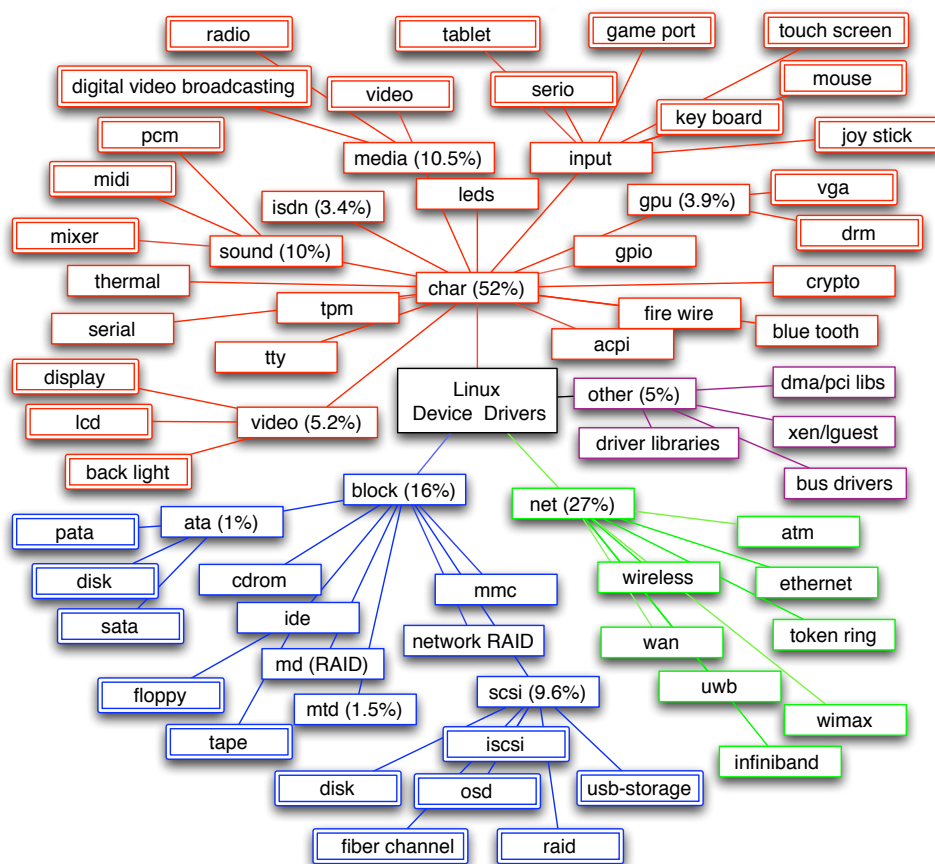 radio
tablet
game port
touch screen
digital video broadcasting
video
serio
mouse
key board
pcm
media (10.5%)
input
joy stick
midi
isdn (3.4%)
leds
gpu (3.9%)
vga
mixer
sound (10%)
gpio
drm
thermal
char (52%)
crypto
tpm
fire wire
serial
blue tooth
tty
acpi
display
Linux
Device Drivers
other (5%)
dma/pci libs
lcd
video (5.2%)
driver libraries
xen/lguest
back light
bus drivers
block (16%)
net (27%)
pata
ata (1%)
atm
disk
cdrom
mmc
wireless
ethernet
sata
ide
network RAID
wan
token ring
md (RAID)
floppy
mtd (1.5%)
scsi (9.6%)
uwb
wimax
tape
iscsi
infiniband
disk
osd
usb-storage
fiber channel
raid